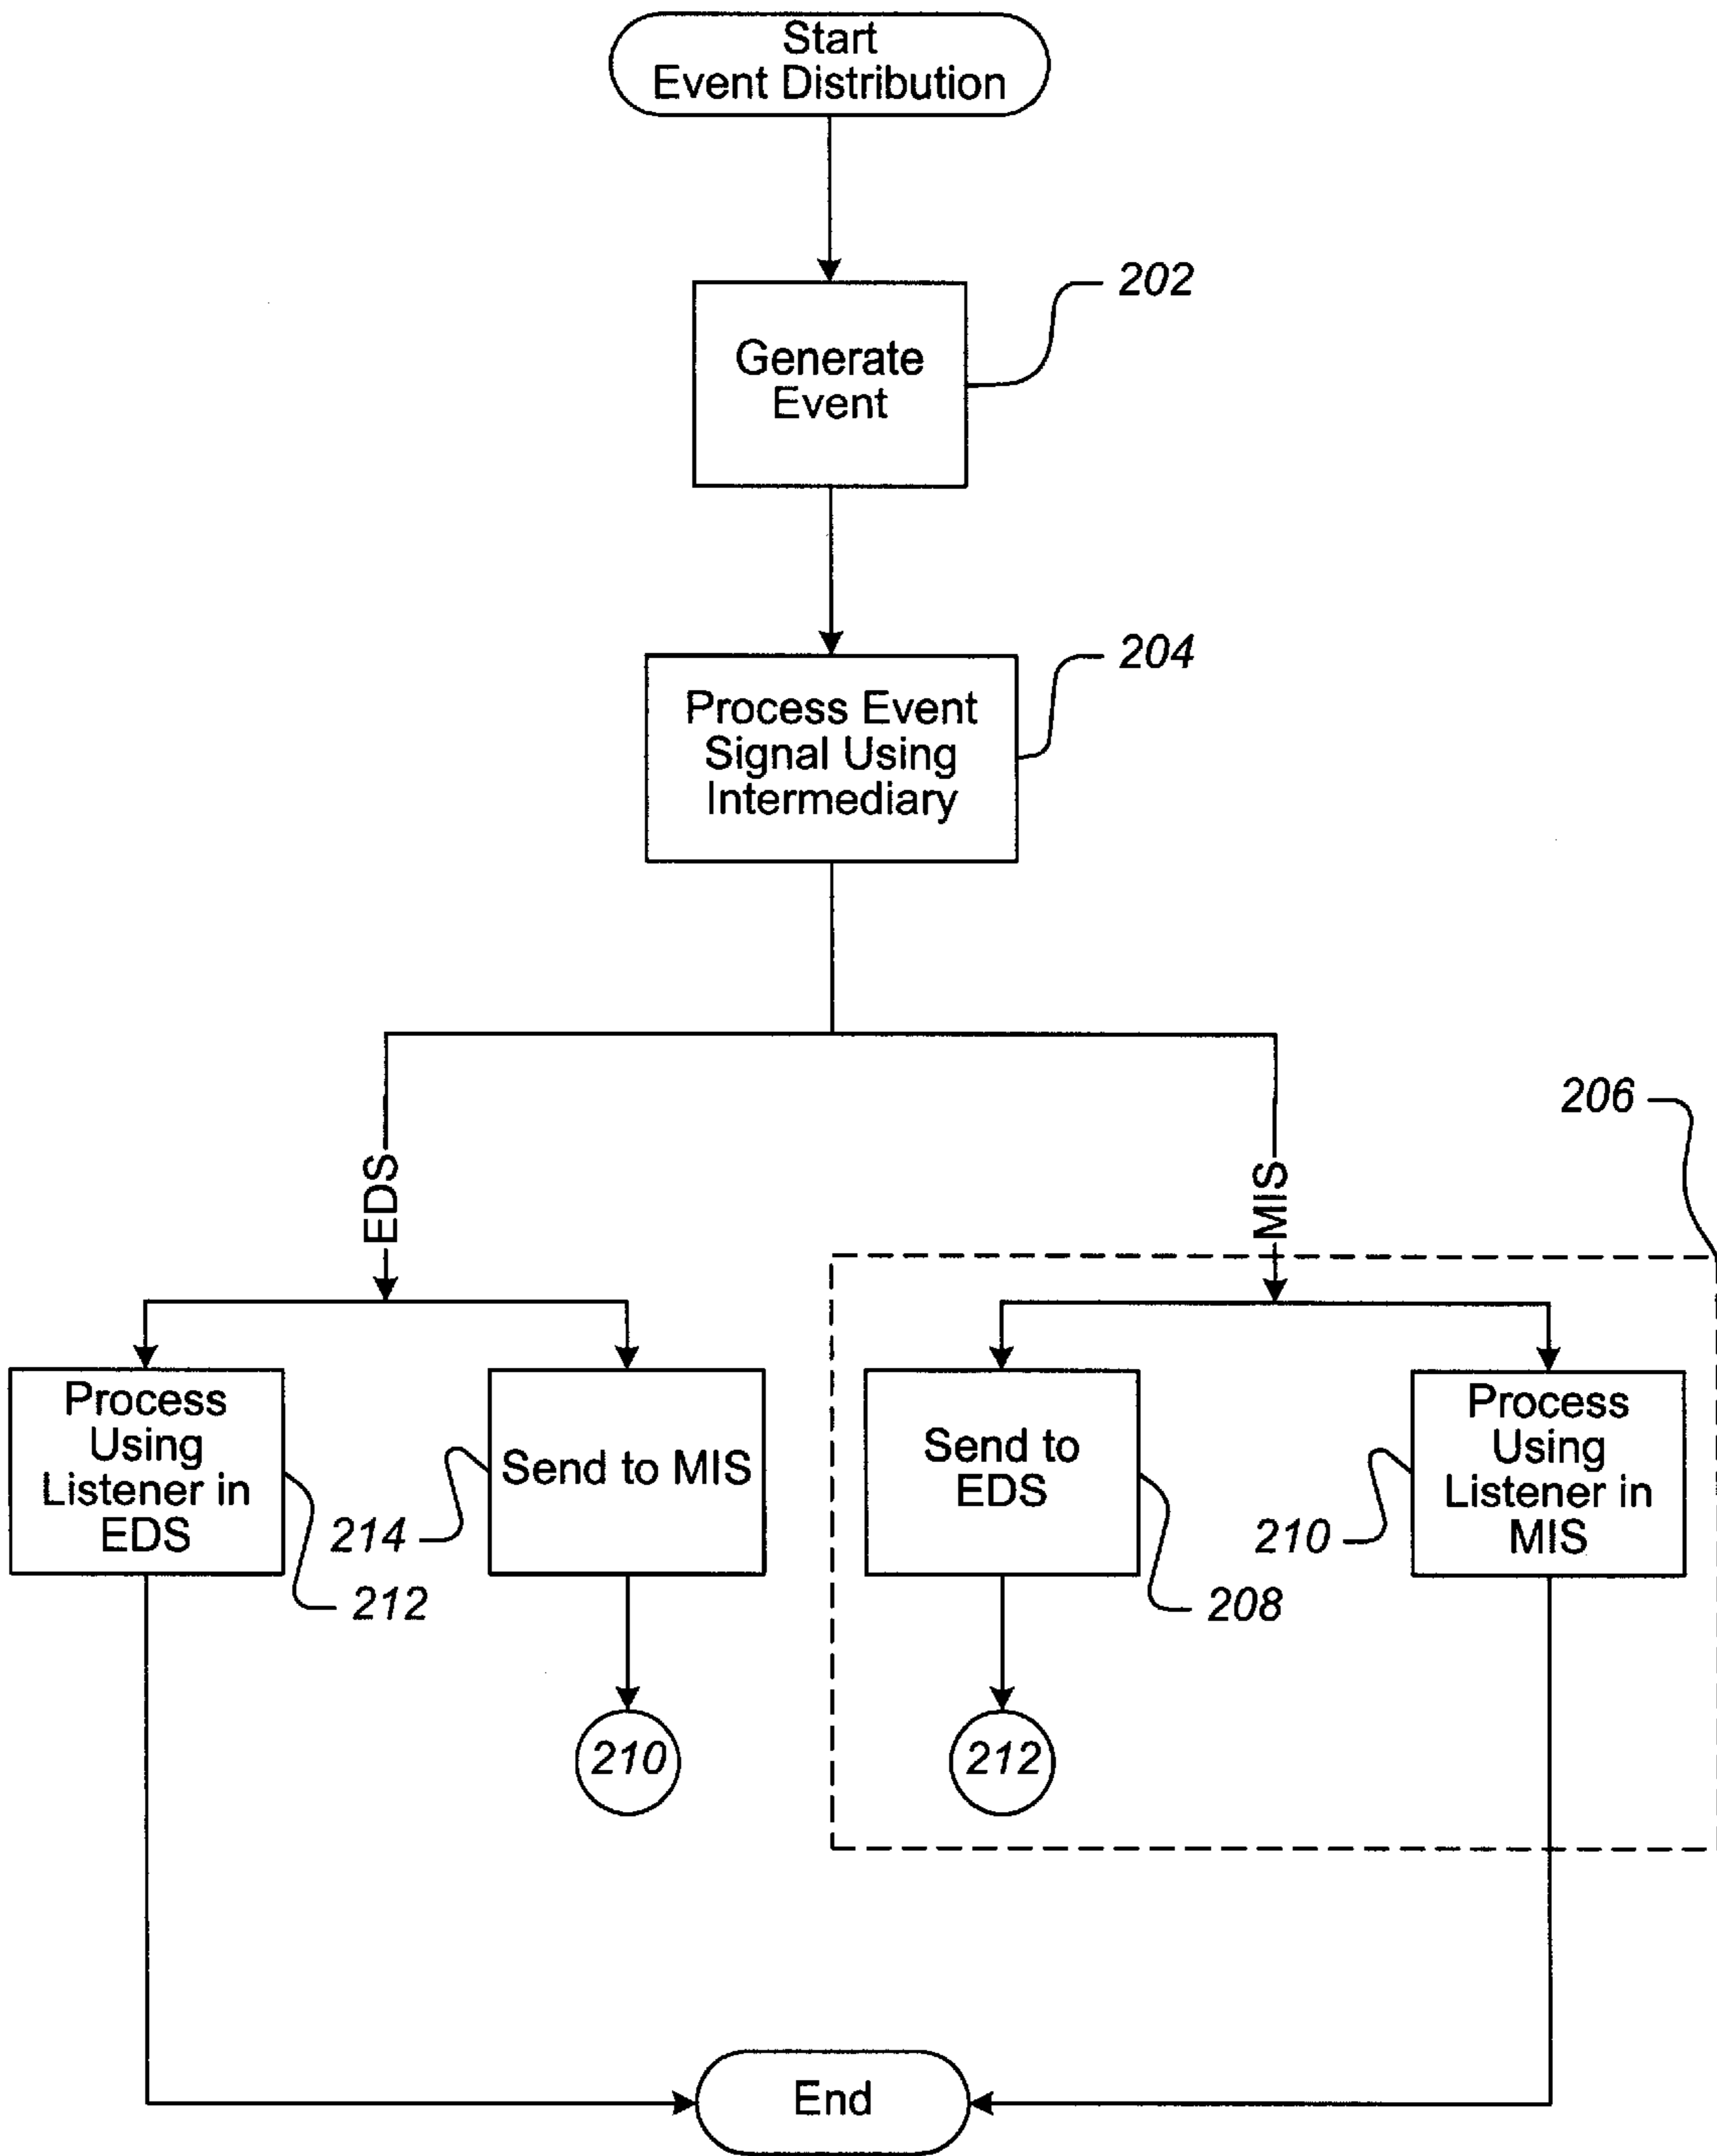 Start
Event Distribution
202
Generate
Event
204
Process Event
Signal Using
Intermediary
206
EDS
MIS
Process
Using
Listener in
EDS
212
Send to MIS
214
Send to
EDS
208
Process
Using
Listener in
MIS
210
210
212
End